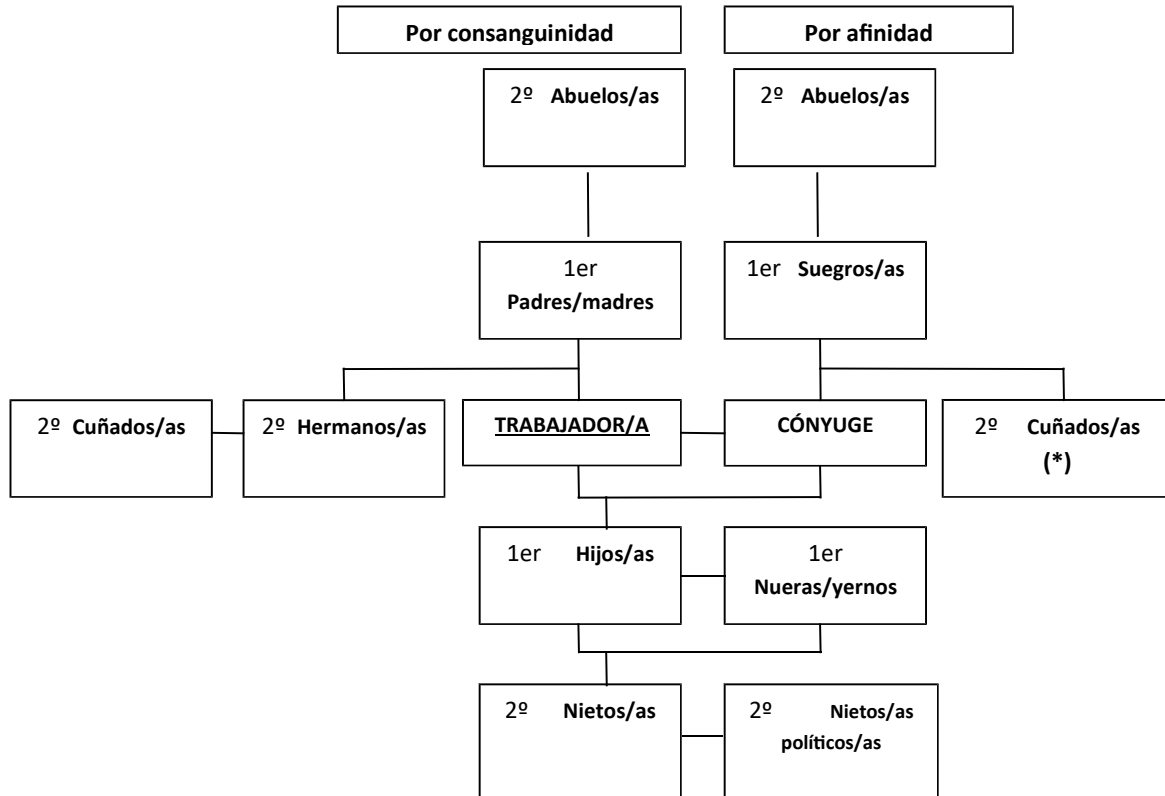 Por consanguinidad
Por afinidad
2º Abuelos/as
2º Abuelos/as
1er
Padres/madres
1er Suegros/as
2º Cuñados/as
2º Hermanos/as
TRABAJADOR/A
CÓNYUGE
2º Cuñados/as
(*)
1er Hijos/as
1er
Nueras/yernos
2º Nietos/as
2º Nietos/as
políticos/as